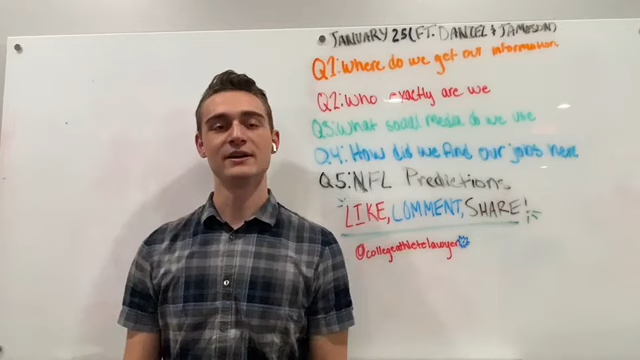 JANUARY 25 (FT. DANIEL & JAMESON)
Q1: Where do we get our information
Q2: Who exactly are we
Q3: What social media do we use
Q4: How did we find our jobs here
Q5: NFL Predictions
LIKE, COMMENT, SHARE!
@collegeathletelawyer